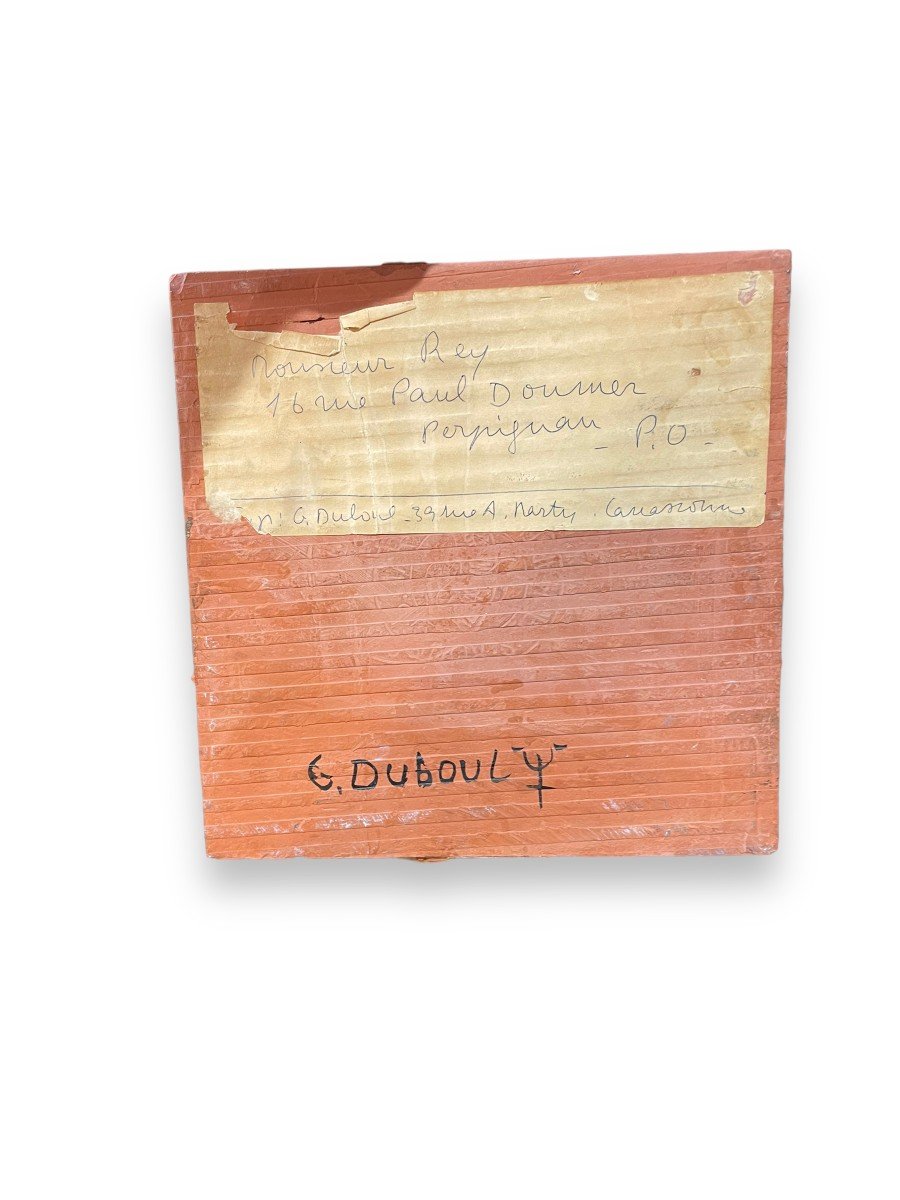 Monsieur Rey
16 rue Paul Doumer
Perpignan - P.O -
G. Duboul - 39 rue A. Marty. Carcassonne
G. DUBOUL